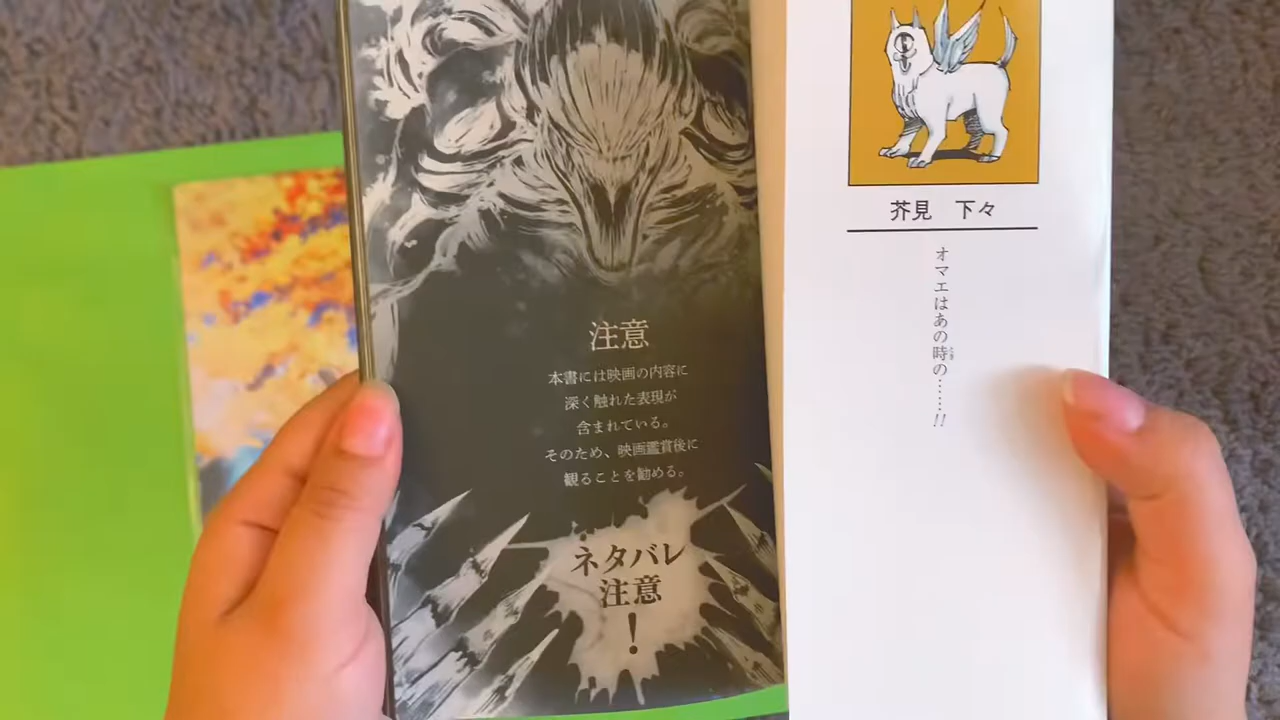 注意
本書には映画の内容に
深く触れた表現が
含まれている。
そのため、映画鑑賞後に
観ることを勧める。
ネタバレ
注意
!
芥見 下々
オマエはあの時の……!!